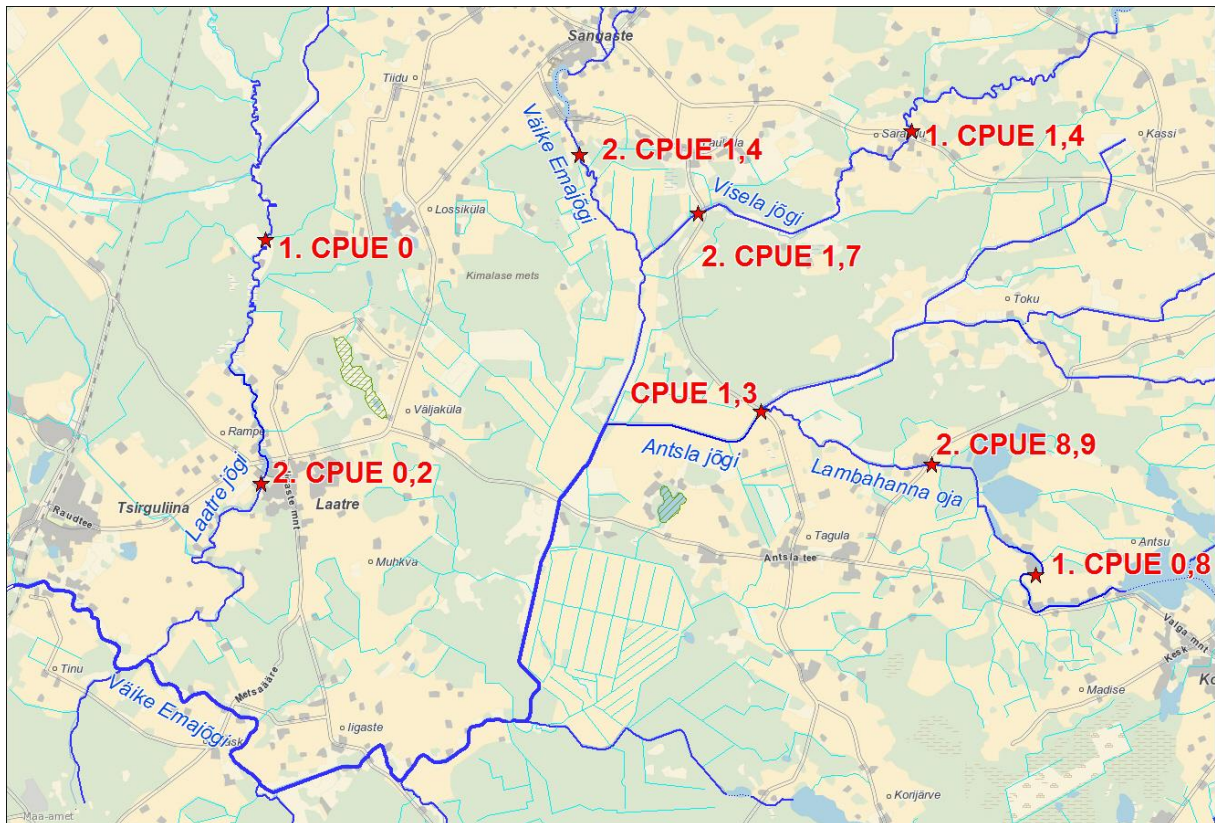 Sangaste
Tiidu
Väike Emajõgi
2. CPUE 1,4
1. CPUE 1,4
Kassi
Visela jõgi
Lossiküla
2. CPUE 1,7
1. CPUE 0
Kimalase mets
Toku
CPUE 1,3
Väljaküla
Rampe
Antsla jõgi
2. CPUE 8,9
Lambahanna oja
2. CPUE 0,2
Laatre jõgi
Laatre
Tsirguliina
Raudtee
Tagula
Antsu
Antsla tee
Muhkva
1. CPUE 0,8
Valga mnt
Kesk
Tinu
Metsaääre
Väike Emajõgi
Iigaste
Madise
Korijärve
Maa-amet